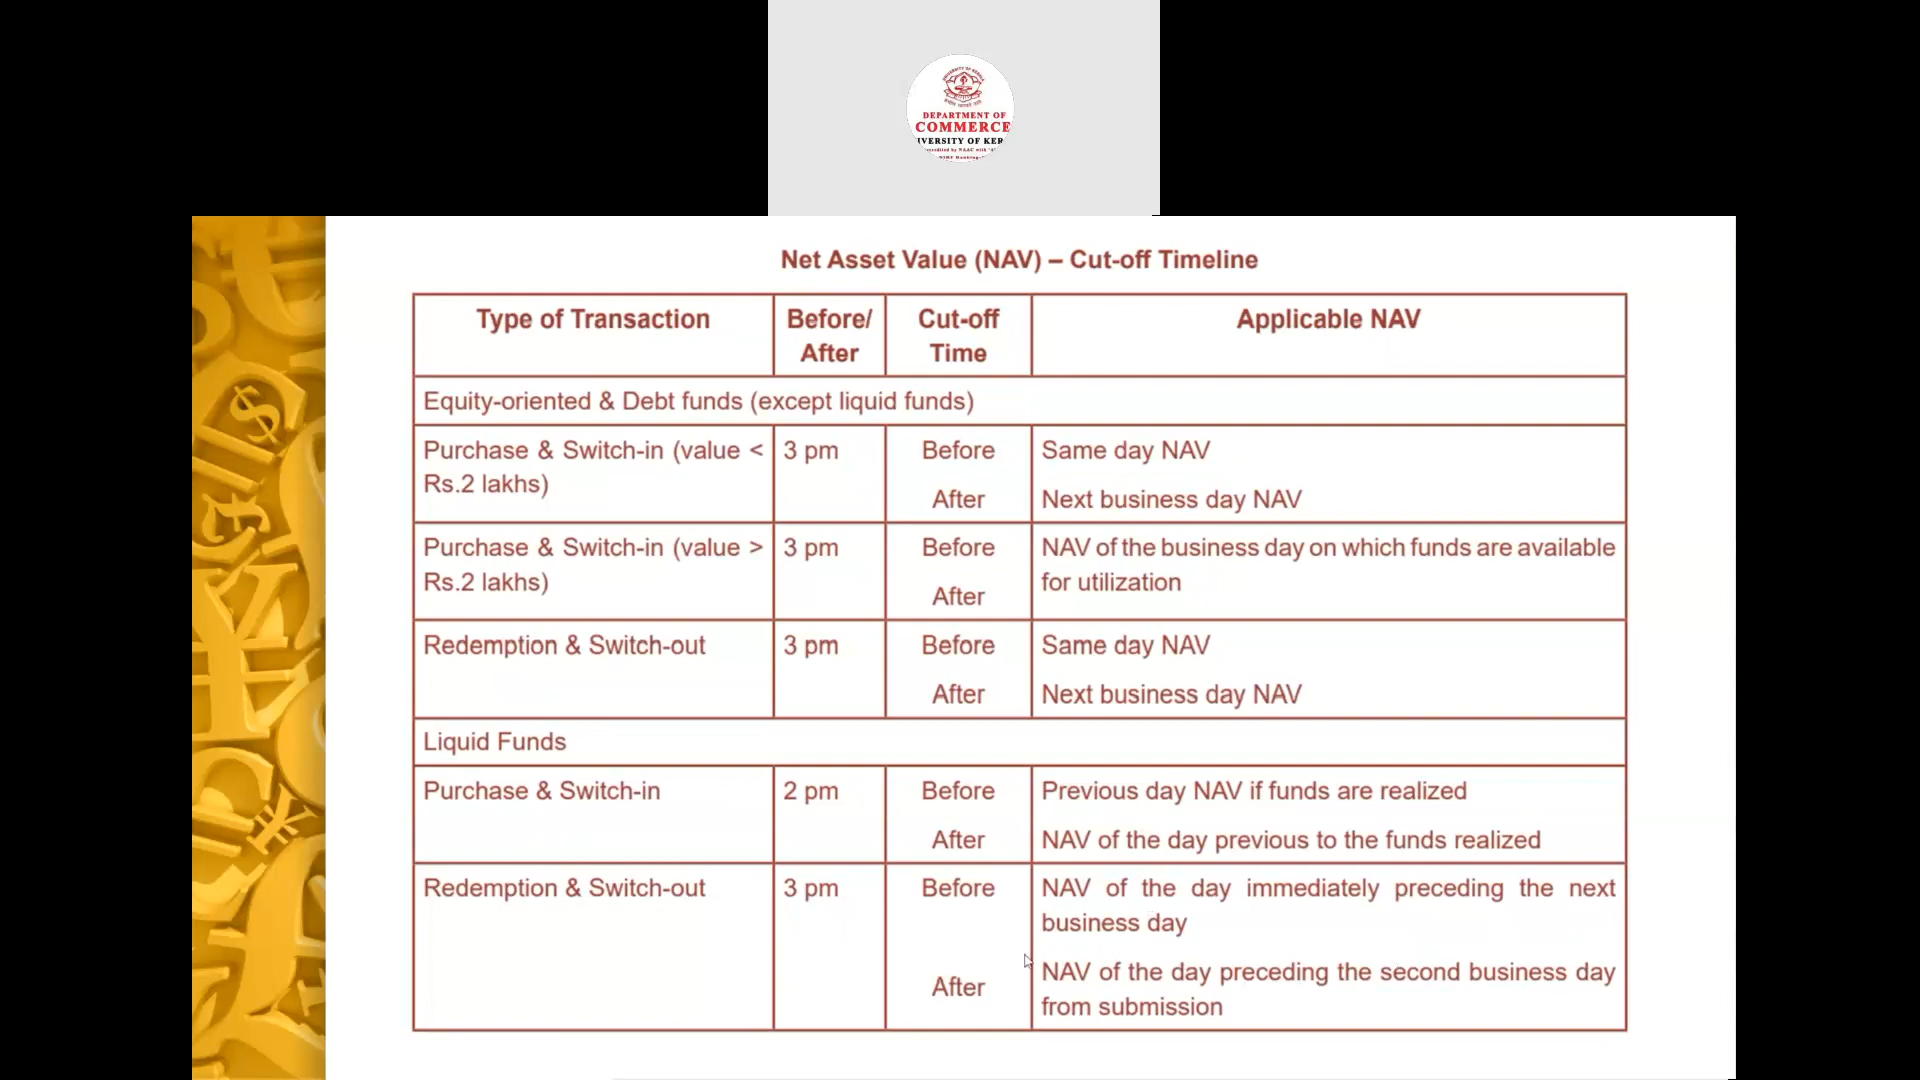 UNIVERSITY OF KERALA
DEPARTMENT OF
COMMERCE
IVERSITY OF KER
Net Asset Value (NAV) – Cut-off Timeline
Type of Transaction
Before/
After
Cut-off
Time
Applicable NAV
Equity-oriented & Debt funds (except liquid funds)
Purchase & Switch-in (value <
Rs.2 lakhs)
3 pm
Before
Same day NAV
After
Next business day NAV
Purchase & Switch-in (value >
Rs.2 lakhs)
3 pm
Before
After
NAV of the business day on which funds are available
for utilization
Redemption & Switch-out
3 pm
Before
Same day NAV
After
Next business day NAV
Liquid Funds
Purchase & Switch-in
2 pm
Before
Previous day NAV if funds are realized
After
NAV of the day previous to the funds realized
Redemption & Switch-out
3 pm
Before
NAV of the day immediately preceding the next
business day
After
NAV of the day preceding the second business day
from submission